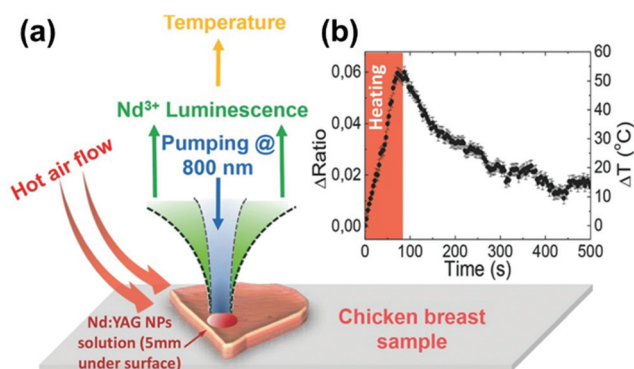 (a)
Temperature
Nd³⁺ Luminescence
Pumping @
800 nm
Hot air flow
Nd:YAG NPs
solution (5mm
under surface)
Chicken breast
sample
(b)
Heating
ΔRatio
0,06
0,04
0,02
0,00
60
50
40
30
20
10
0
ΔT (°C)
0 100 200 300 400 500
Time (s)